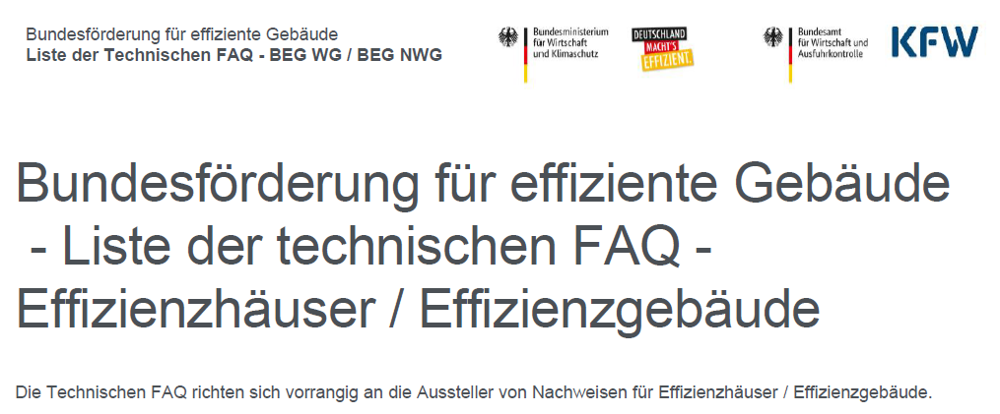 Bundesförderung für effiziente Gebäude
Liste der Technischen FAQ - BEG WG / BEG NWG
Bundesministerium
für Wirtschaft
und Klimaschutz
DEUTSCHLAND
MACHT'S
EFFIZIENT.
Bundesamt
für Wirtschaft und
Ausfuhrkontrolle
KFW
Bundesförderung für effiziente Gebäude
- Liste der technischen FAQ -
Effizienzhäuser / Effizienzgebäude
Die Technischen FAQ richten sich vorrangig an die Aussteller von Nachweisen für Effizienzhäuser / Effizienzgebäude.